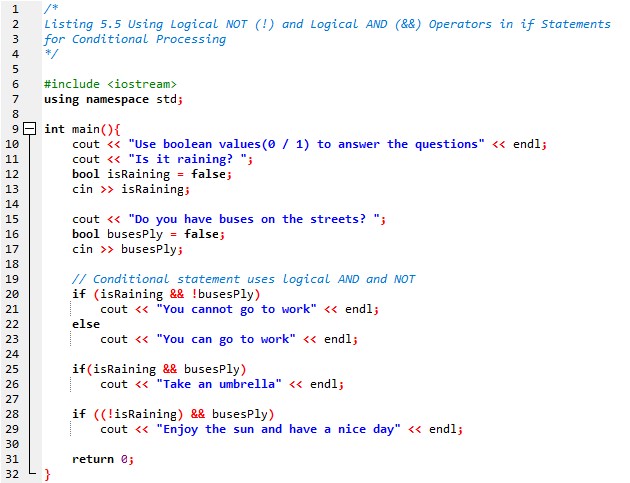 1 /*
2 Listing 5.5 Using Logical NOT (!) and Logical AND (&&) Operators in if Statements
3 for Conditional Processing
4 */
5
6 #include <iostream>
7 using namespace std;
8
9 int main(){
10 cout << "Use boolean values(0 / 1) to answer the questions" << endl;
11 cout << "Is it raining? ";
12 bool isRaining = false;
13 cin >> isRaining;
14
15 cout << "Do you have buses on the streets? ";
16 bool busesPly = false;
17 cin >> busesPly;
18
19 // Conditional statement uses logical AND and NOT
20 if (isRaining && !busesPly)
21 cout << "You cannot go to work" << endl;
22 else
23 cout << "You can go to work" << endl;
24
25 if(isRaining && busesPly)
26 cout << "Take an umbrella" << endl;
27
28 if ((!isRaining) && busesPly)
29 cout << "Enjoy the sun and have a nice day" << endl;
30
31 return 0;
32 }